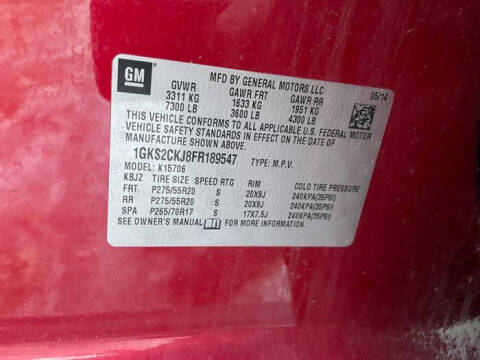 GM
MFD BY GENERAL MOTORS LLC
05/14
GVWR GAWR FRT GAWR RR
3311 KG 1633 KG 1951 KG
7300 LB 3600 LB 4300 LB
THIS VEHICLE CONFORMS TO ALL APPLICABLE U.S. FEDERAL MOTOR
VEHICLE SAFETY STANDARDS IN EFFECT ON THE DATE OF
MANUFACTURE SHOWN ABOVE.
1GKS2CKJ8FR189547 TYPE: M.P.V.
MODEL: K15706
KBJZ TIRE SIZE SPEED RTG RIM COLD TIRE PRESSURE
FRT P275/55R20 S 20X9J 240KPA(35PSI)
RR P275/55R20 S 20X9J 240KPA(35PSI)
SPA P265/70R17 S 17X7.5J 240KPA(35PSI)
SEE OWNER'S MANUAL FOR MORE INFORMATION.